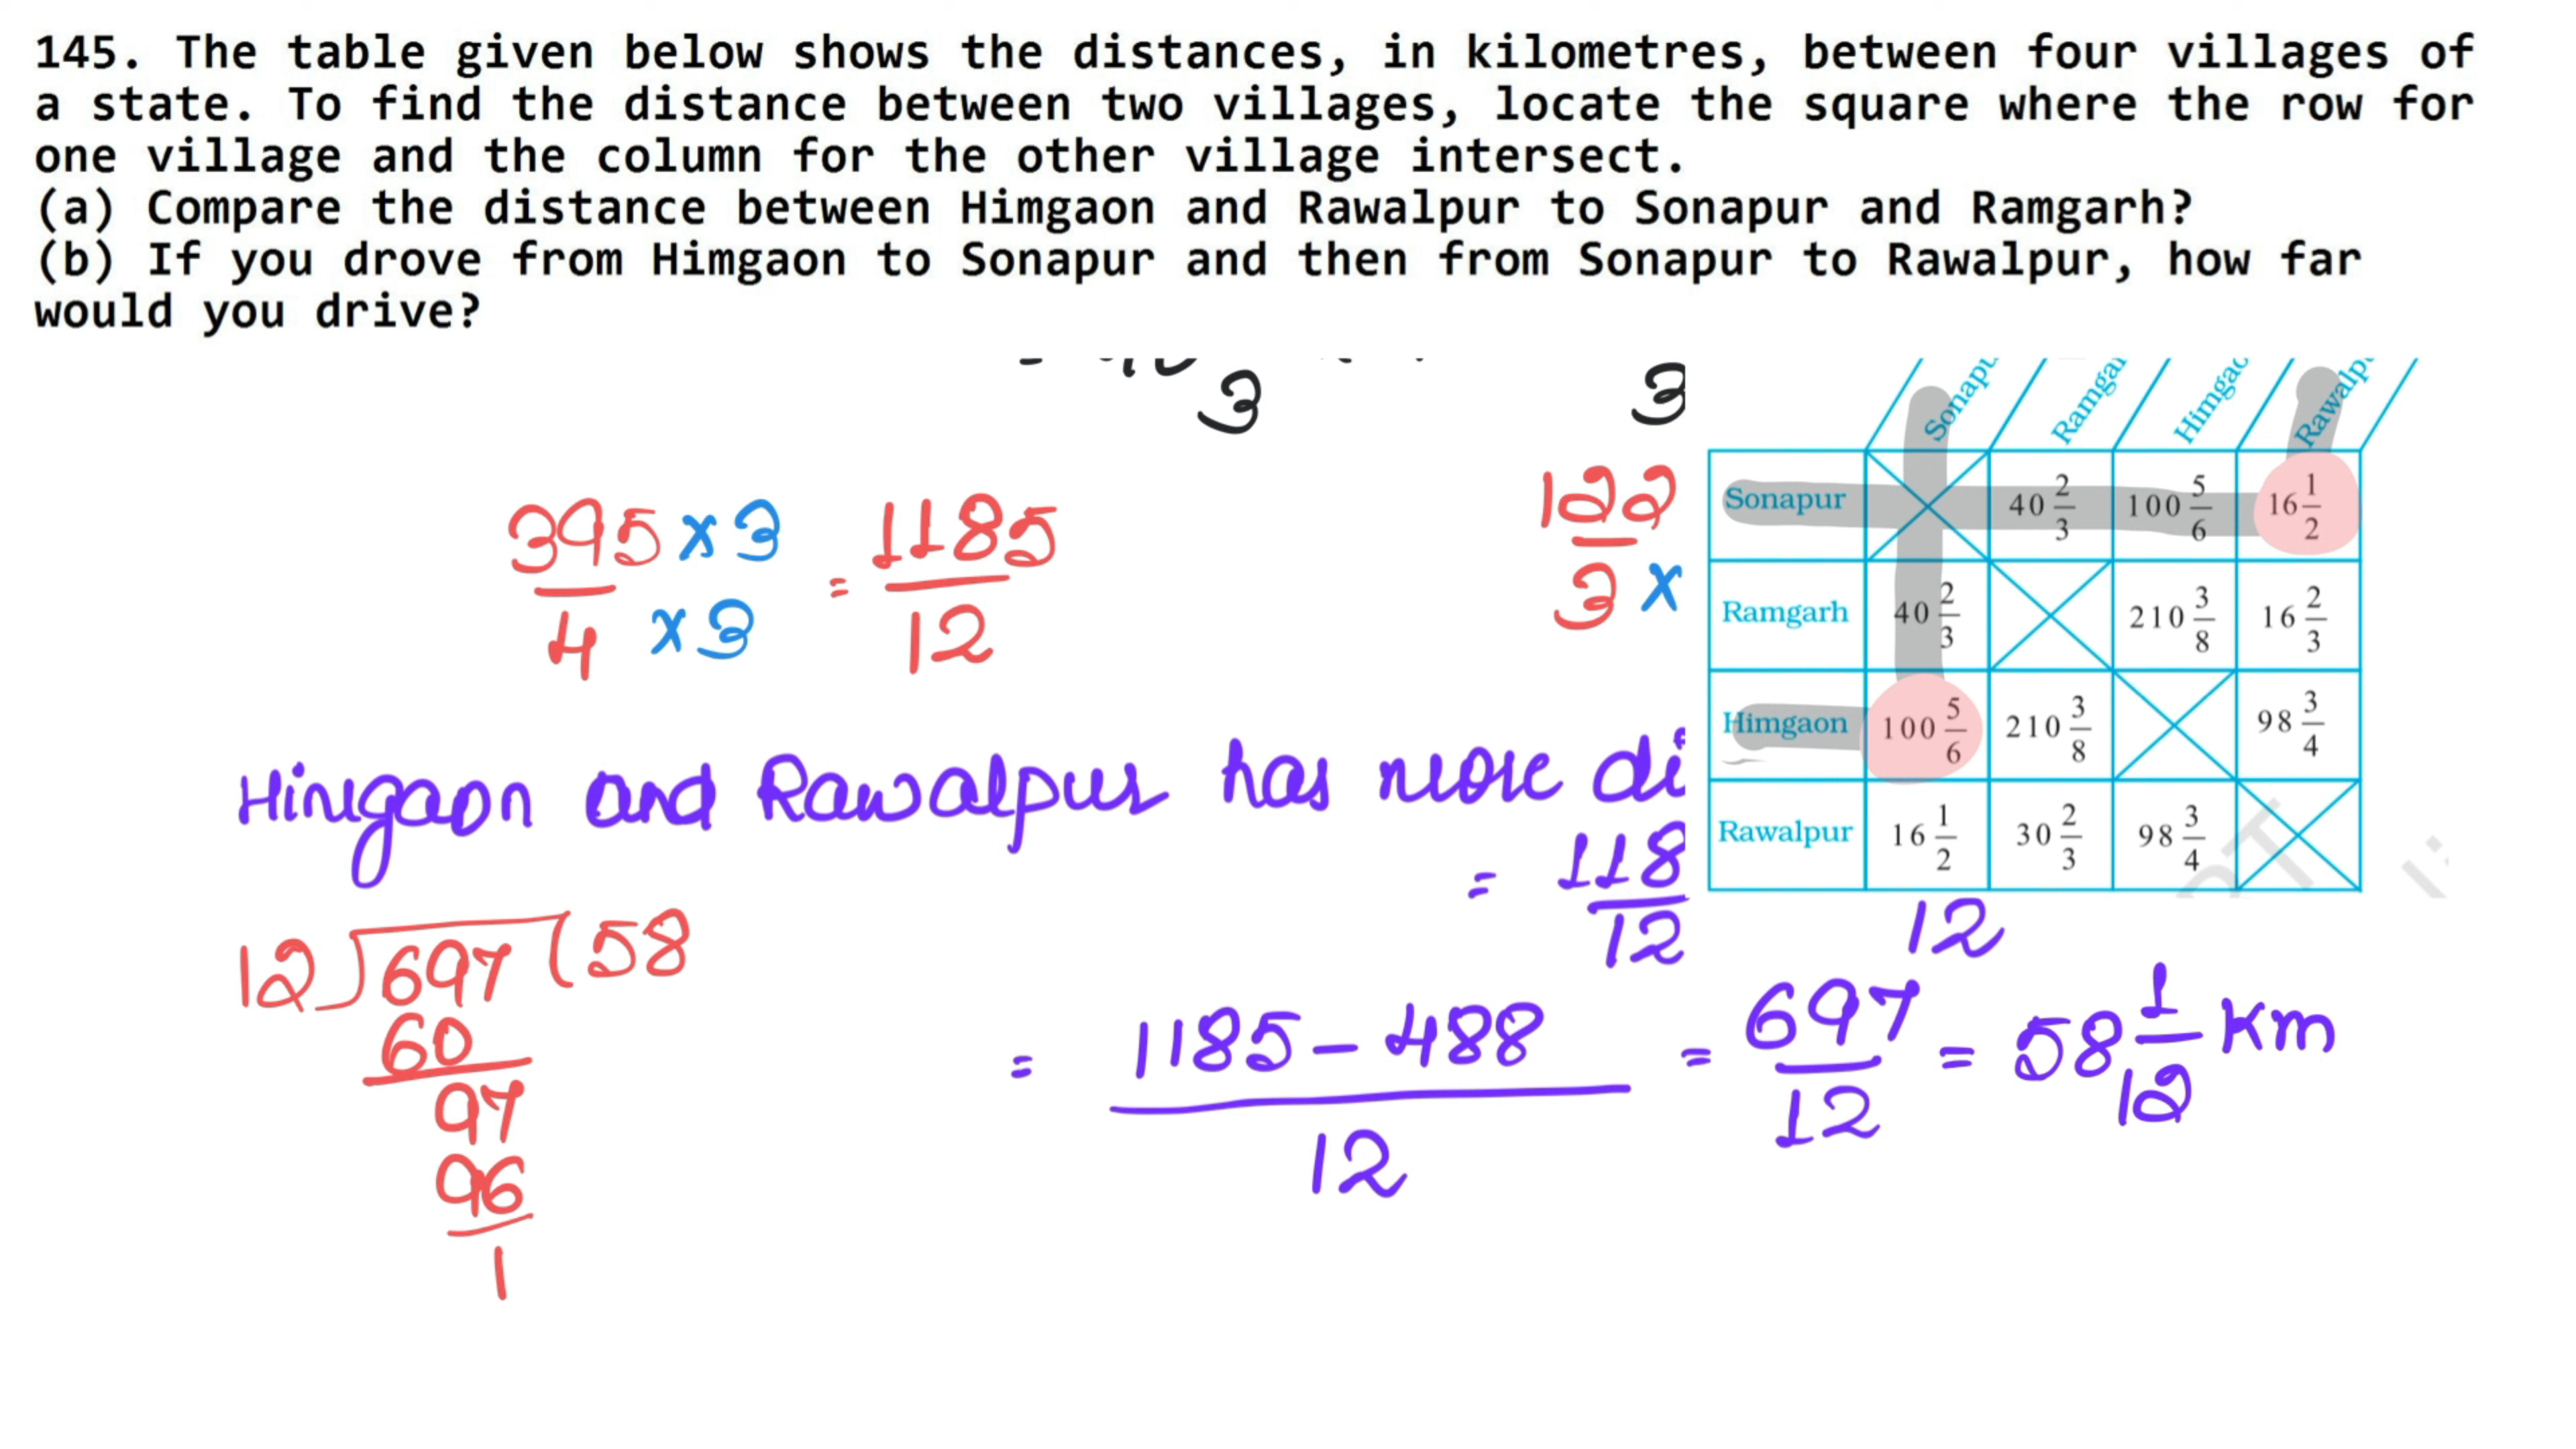 145. The table given below shows the distances, in kilometres, between four villages of
a state. To find the distance between two villages, locate the square where the row for
one village and the column for the other village intersect.
(a) Compare the distance between Himgaon and Rawalpur to Sonapur and Ramgarh?
(b) If you drove from Himgaon to Sonapur and then from Sonapur to Rawalpur, how far
would you drive?
3 3
Sonapu Ramgar Himgao Rawalpu
Sonapur 40 2/3 100 5/6 16 1/2
Ramgarh 40 2/3 210 3/8 16 2/3
Himgaon 100 5/6 210 3/8 98 3/4
Rawalpur 16 1/2 30 2/3 98 3/4
395 ×3 = 1185
4 ×3 12
122
3 ×
Himgaon and Rawalpur has more di
= 118
12 12
12 ) 697 ( 58
60
97
96
1
= 1185 - 488 = 697 = 58 1/12 km
12 12